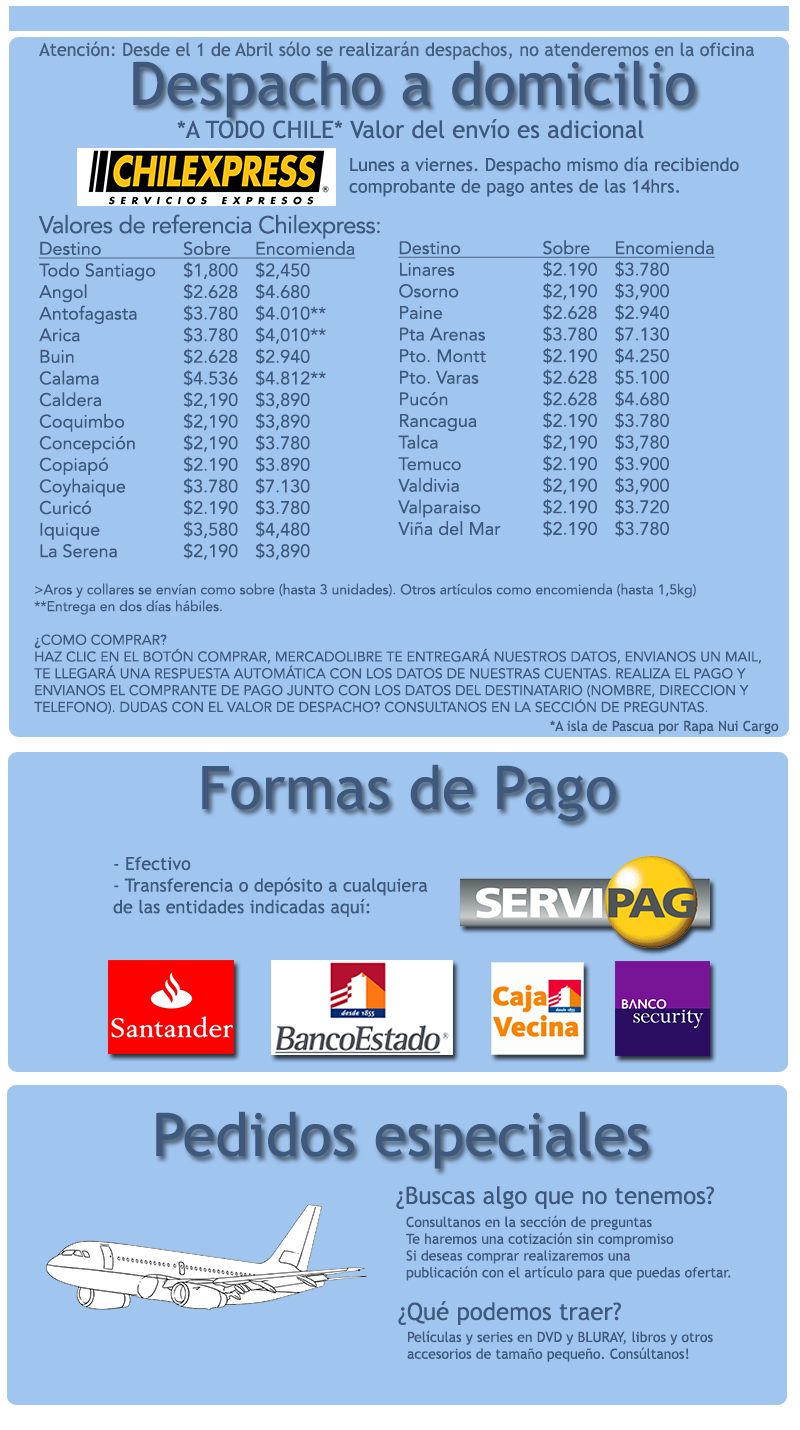 Atención: Desde el 1 de Abril sólo se realizarán despachos, no atenderemos en la oficina
Despacho a domicilio
*A TODO CHILE* Valor del envío es adicional
CHILEXPRESS®
SERVICIOS EXPRESOS
Lunes a viernes. Despacho mismo día recibiendo
comprobante de pago antes de las 14hrs.
Valores de referencia Chilexpress:
Destino Sobre Encomienda
Todo Santiago $1,800 $2,450
Angol $2.628 $4.680
Antofagasta $3.780 $4.010**
Arica $3.780 $4,010**
Buin $2.628 $2.940
Calama $4.536 $4.812**
Caldera $2,190 $3,890
Coquimbo $2,190 $3,890
Concepción $2,190 $3.780
Copiapó $2.190 $3.890
Coyhaique $3.780 $7.130
Curicó $2.190 $3.780
Iquique $3,580 $4,480
La Serena $2,190 $3,890
Destino Sobre Encomienda
Linares $2.190 $3.780
Osorno $2,190 $3,900
Paine $2.628 $2.940
Pta Arenas $3.780 $7.130
Pto. Montt $2.190 $4.250
Pto. Varas $2.628 $5.100
Pucón $2.628 $4.680
Rancagua $2.190 $3.780
Talca $2,190 $3,780
Temuco $2.190 $3.900
Valdivia $2,190 $3,900
Valparaiso $2.190 $3.720
Viña del Mar $2.190 $3.780
>Aros y collares se envían como sobre (hasta 3 unidades). Otros artículos como encomienda (hasta 1,5kg)
**Entrega en dos días hábiles.
¿COMO COMPRAR?
HAZ CLIC EN EL BOTÓN COMPRAR, MERCADOLIBRE TE ENTREGARÁ NUESTROS DATOS, ENVIANOS UN MAIL,
TE LLEGARÁ UNA RESPUESTA AUTOMÁTICA CON LOS DATOS DE NUESTRAS CUENTAS. REALIZA EL PAGO Y
ENVIANOS EL COMPRANTE DE PAGO JUNTO CON LOS DATOS DEL DESTINATARIO (NOMBRE, DIRECCION Y
TELEFONO). DUDAS CON EL VALOR DE DESPACHO? CONSULTANOS EN LA SECCIÓN DE PREGUNTAS.
*A isla de Pascua por Rapa Nui Cargo
Formas de Pago
- Efectivo
- Transferencia o depósito a cualquiera
de las entidades indicadas aquí:
SERVIPAG
Santander
desde 1855
BancoEstado®
Caja
desde 1855
Vecina
BANCO
security
Pedidos especiales
¿Buscas algo que no tenemos?
Consultanos en la sección de preguntas
Te haremos una cotización sin compromiso
Si deseas comprar realizaremos una
publicación con el artículo para que puedas ofertar.
¿Qué podemos traer?
Películas y series en DVD y BLURAY, libros y otros
accesorios de tamaño pequeño. Consúltanos!